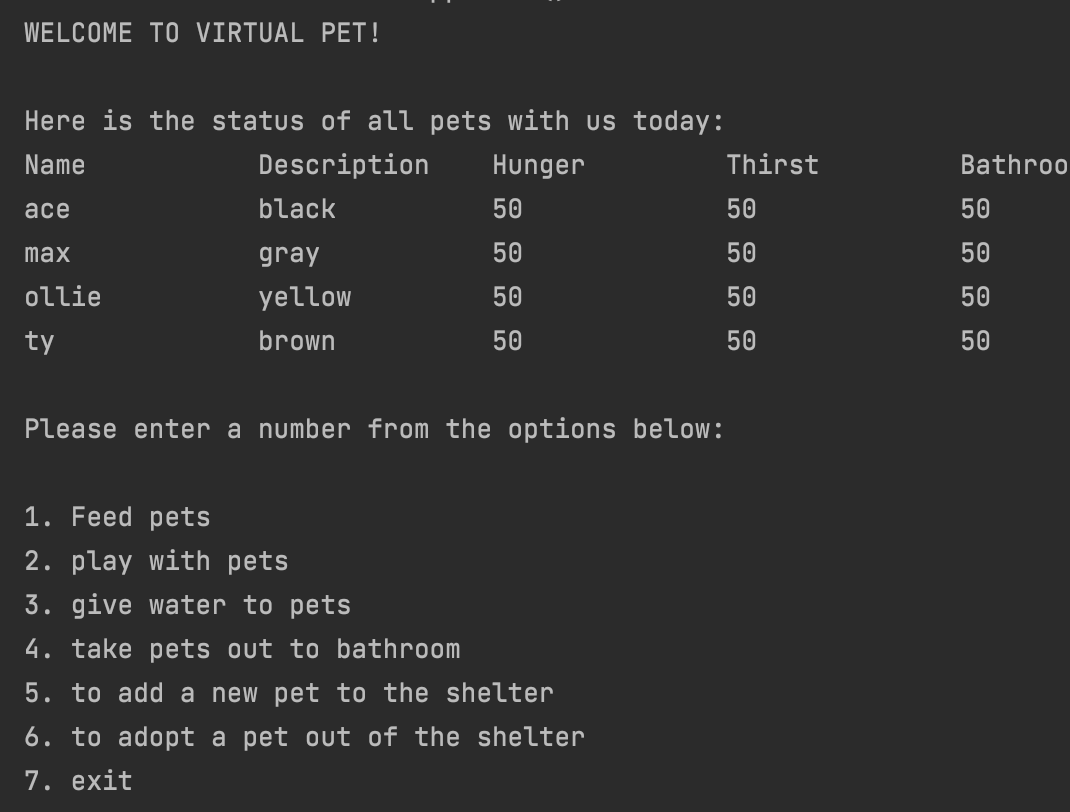 WELCOME TO VIRTUAL PET!
Here is the status of all pets with us today:
Name Description Hunger Thirst Bathroo
ace black 50 50 50
max gray 50 50 50
ollie yellow 50 50 50
ty brown 50 50 50
Please enter a number from the options below:
1. Feed pets
2. play with pets
3. give water to pets
4. take pets out to bathroom
5. to add a new pet to the shelter
6. to adopt a pet out of the shelter
7. exit